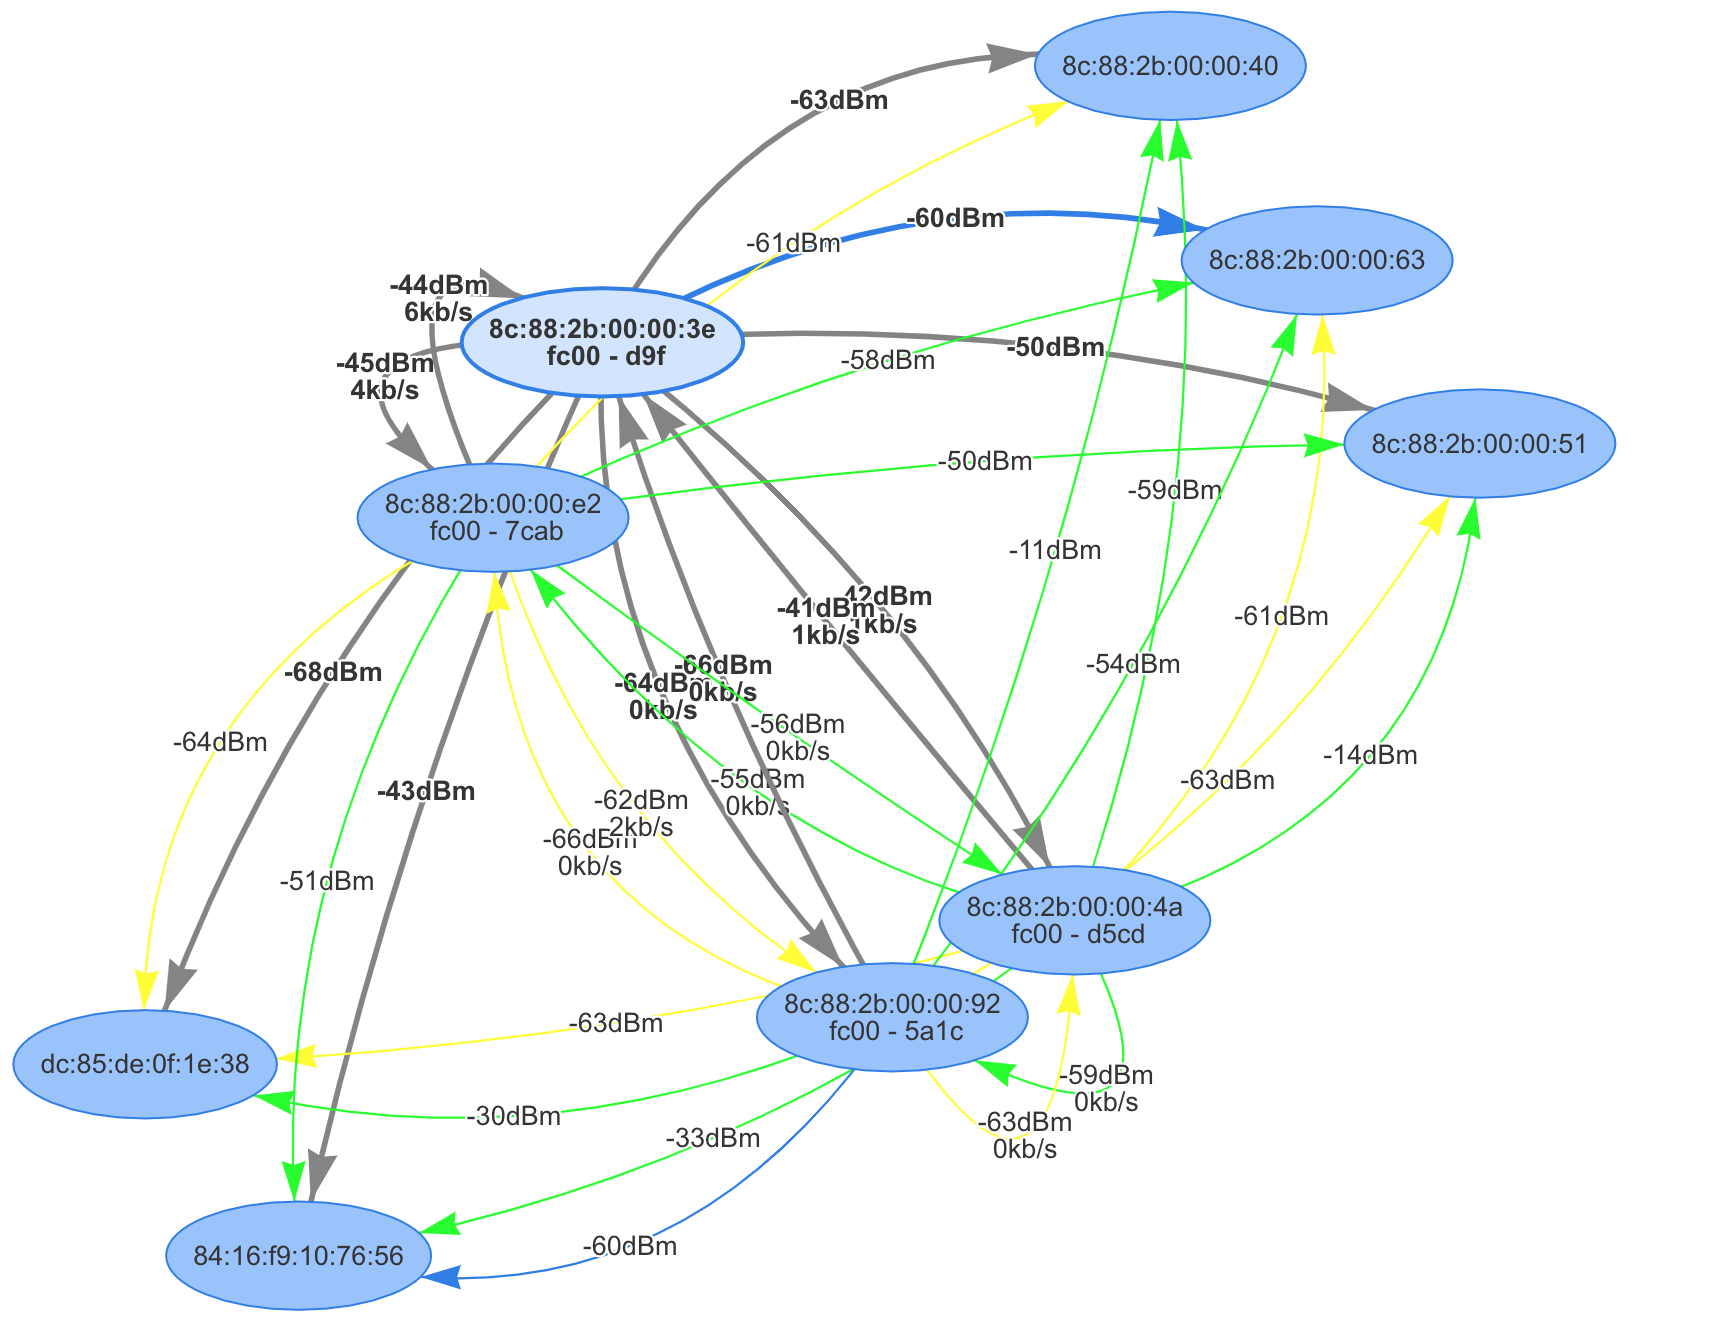 8c:88:2b:00:00:40
-63dBm
-60dBm
-61dBm
8c:88:2b:00:00:63
-44dBm
6kb/s
8c:88:2b:00:00:3e
fc00 - d9f
-45dBm
4kb/s
-50dBm
-58dBm
8c:88:2b:00:00:51
-50dBm
8c:88:2b:00:00:e2
fc00 - 7cab
-59dBm
-11dBm
-41dBm
1kb/s
42dBm
1kb/s
-61dBm
-68dBm
-66dBm
0kb/s
-64dBm
0kb/s
-54dBm
-56dBm
0kb/s
-64dBm
-14dBm
-55dBm
0kb/s
-63dBm
-43dBm
-62dBm
2kb/s
-66dBm
0kb/s
-51dBm
8c:88:2b:00:00:4a
fc00 - d5cd
8c:88:2b:00:00:92
fc00 - 5a1c
-63dBm
dc:85:de:0f:1e:38
-59dBm
0kb/s
-30dBm
-63dBm
0kb/s
-33dBm
-60dBm
84:16:f9:10:76:56